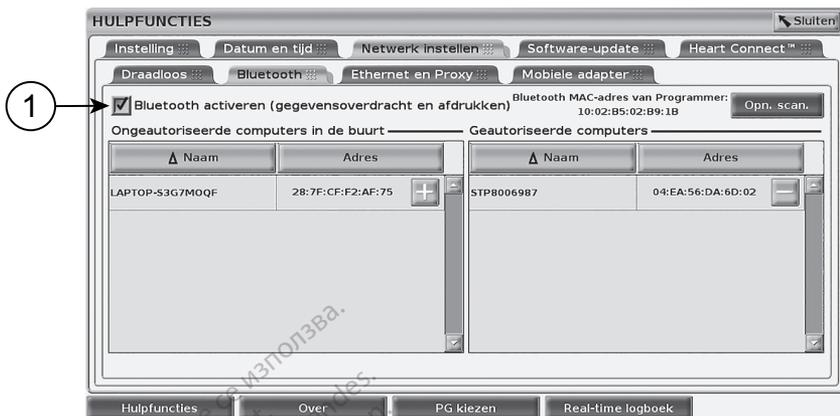 HULPFUNCTIES
Sluiten
Instelling
Datum en tijd
Netwerk instellen
Software-update
Heart Connect™
Draadloos
Bluetooth
Ethernet en Proxy
Mobiele adapter
1
Bluetooth activeren (gegevensoverdracht en afdrukken)
Bluetooth MAC-adres van Programmer:
10:02:B5:02:B9:1B
Opn. scan.
Ongeautoriseerde computers in de buurt
Geautoriseerde computers
Δ Naam
Adres
Δ Naam
Adres
LAPTOP-S3G7MOQF
28:7F:CF:F2:AF:75
+
STP8006987
04:EA:56:DA:6D:02
–
се използва.
Hulpfuncties
Over
PG kiezen
Real-time logboek